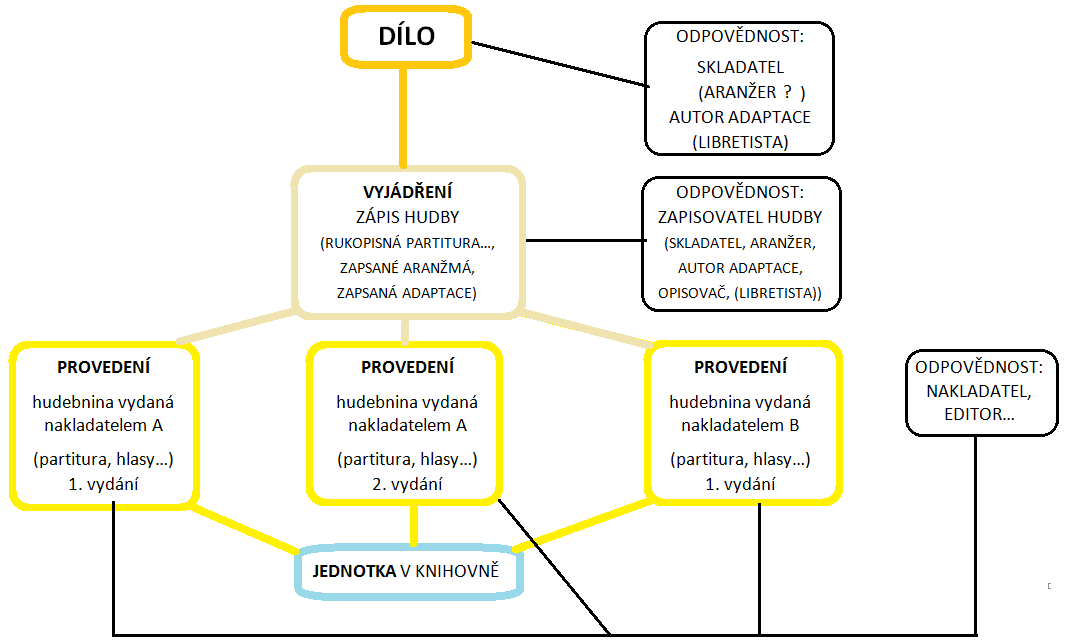 DÍLO
ODPOVĚDNOST:
SKLADATEL
(ARANŽER ? )
AUTOR ADAPTACE
(LIBRETISTA)
VYJÁDŘENÍ
ZÁPIS HUDBY
(RUKOPISNÁ PARTITURA…,
ZAPSANÉ ARANŽMÁ,
ZAPSANÁ ADAPTACE)
ODPOVĚDNOST:
ZAPISOVATEL HUDBY
(SKLADATEL, ARANŽER,
AUTOR ADAPTACE,
OPISOVAČ, (LIBRETISTA))
PROVEDENÍ
hudebnina vydaná
nakladatelem A
(partitura, hlasy…)
1. vydání
PROVEDENÍ
hudebnina vydaná
nakladatelem A
(partitura, hlasy…)
2. vydání
PROVEDENÍ
hudebnina vydaná
nakladatelem B
(partitura, hlasy…)
1. vydání
ODPOVĚDNOST:
NAKLADATEL,
EDITOR…
JEDNOTKA V KNIHOVNĚ